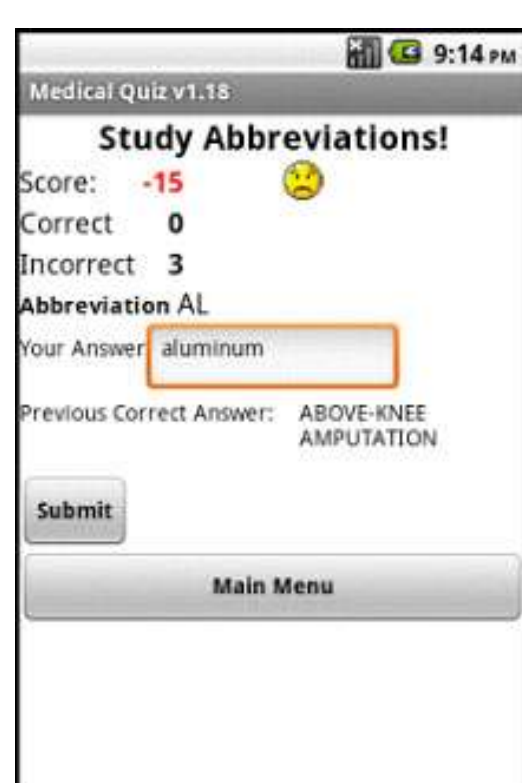 9:14 PM
Medical Quiz v1.18
Study Abbreviations!
Score: -15
Correct 0
Incorrect 3
Abbreviation AL
Your Answer aluminum
Previous Correct Answer: ABOVE-KNEE
AMPUTATION
Submit
Main Menu